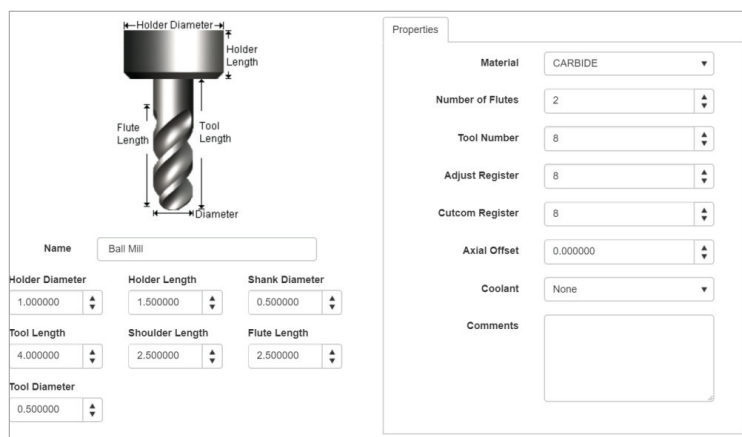 Holder Diameter
Holder
Length
Flute
Length
Tool
Length
Diameter
Name
Ball Mill
Holder Diameter
Holder Length
Shank Diameter
1.000000
1.500000
0.500000
Tool Length
Shoulder Length
Flute Length
4.000000
2.500000
2.500000
Tool Diameter
0.500000
Properties
Material
CARBIDE
Number of Flutes
2
Tool Number
8
Adjust Register
8
Cutcom Register
8
Axial Offset
0.000000
Coolant
None
Comments